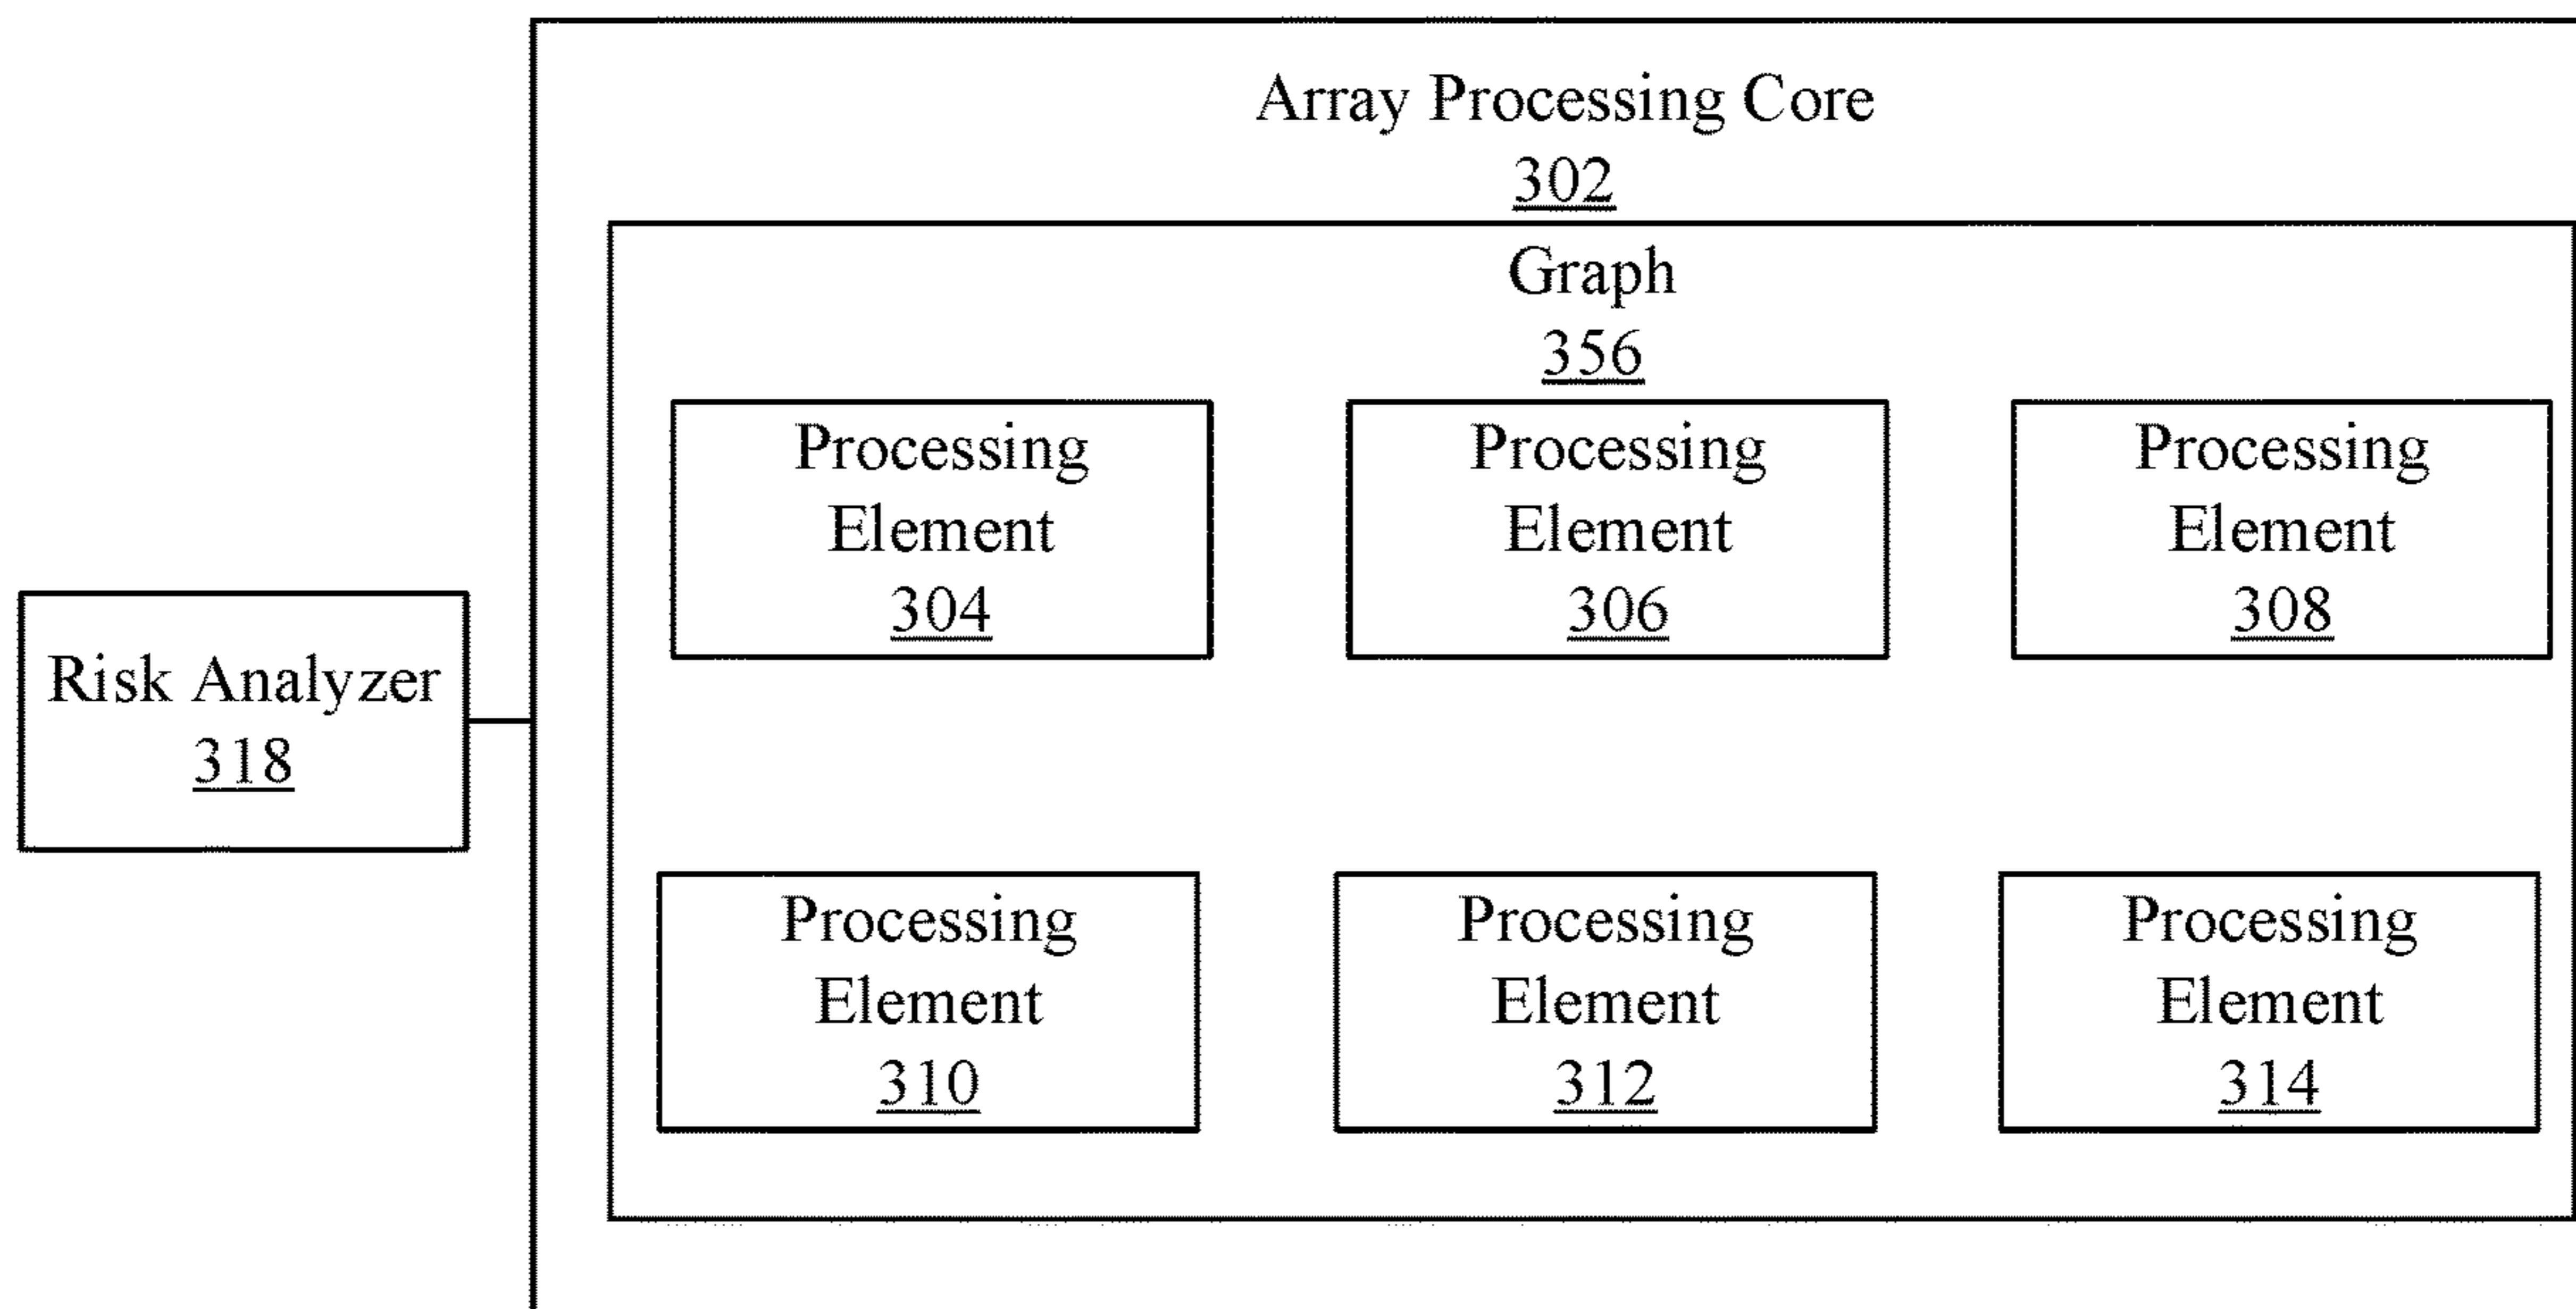 Array Processing Core
302
Graph
356
Processing
Element
304
Processing
Element
306
Processing
Element
308
Risk Analyzer
318
Processing
Element
310
Processing
Element
312
Processing
Element
314